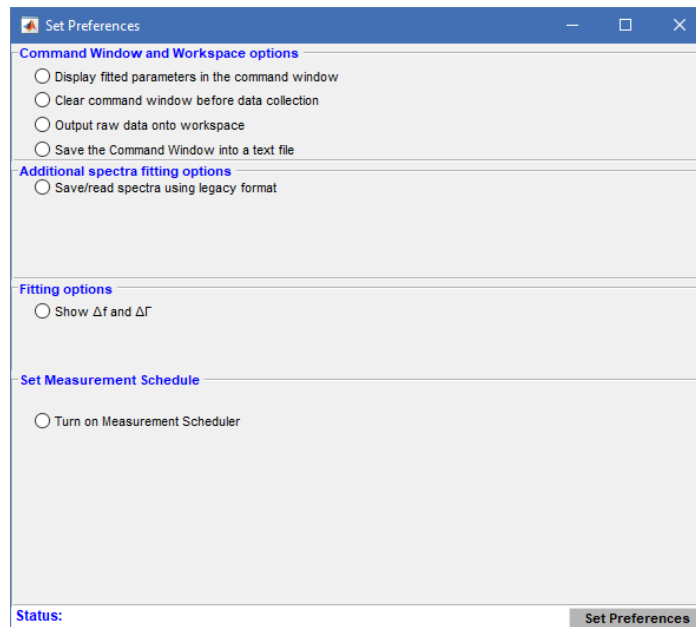 Set Preferences
Command Window and Workspace options
Display fitted parameters in the command window
Clear command window before data collection
Output raw data onto workspace
Save the Command Window into a text file
Additional spectra fitting options
Save/read spectra using legacy format
Fitting options
Show Δf and ΔΓ
Set Measurement Schedule
Turn on Measurement Scheduler
Status:
Set Preferences